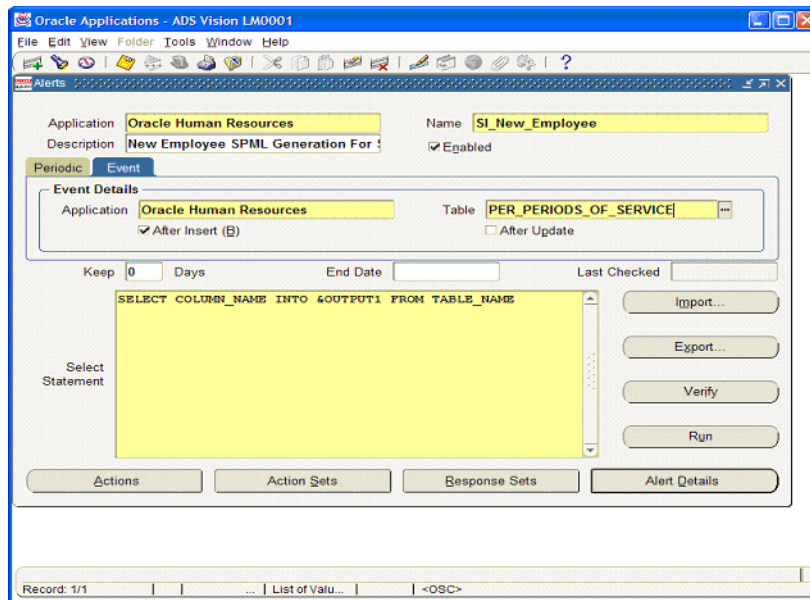 Oracle Applications - ADS Vision LM0001
File Edit View Folder Tools Window Help
Alerts
Application Oracle Human Resources Name SI_New_Employee
Description New Employee SPML Generation For Enabled
Periodic Event
Event Details
Application Oracle Human Resources Table PER_PERIODS_OF_SERVICE ...
After Insert (B) After Update
Keep 0 Days End Date Last Checked
SELECT COLUMN_NAME INTO &OUTPUT1 FROM TABLE_NAME
Import...
Export...
Select
Statement
Verify
Run
Actions Action Sets Response Sets Alert Details
Record: 1/1 ... List of Valu... <OSC>